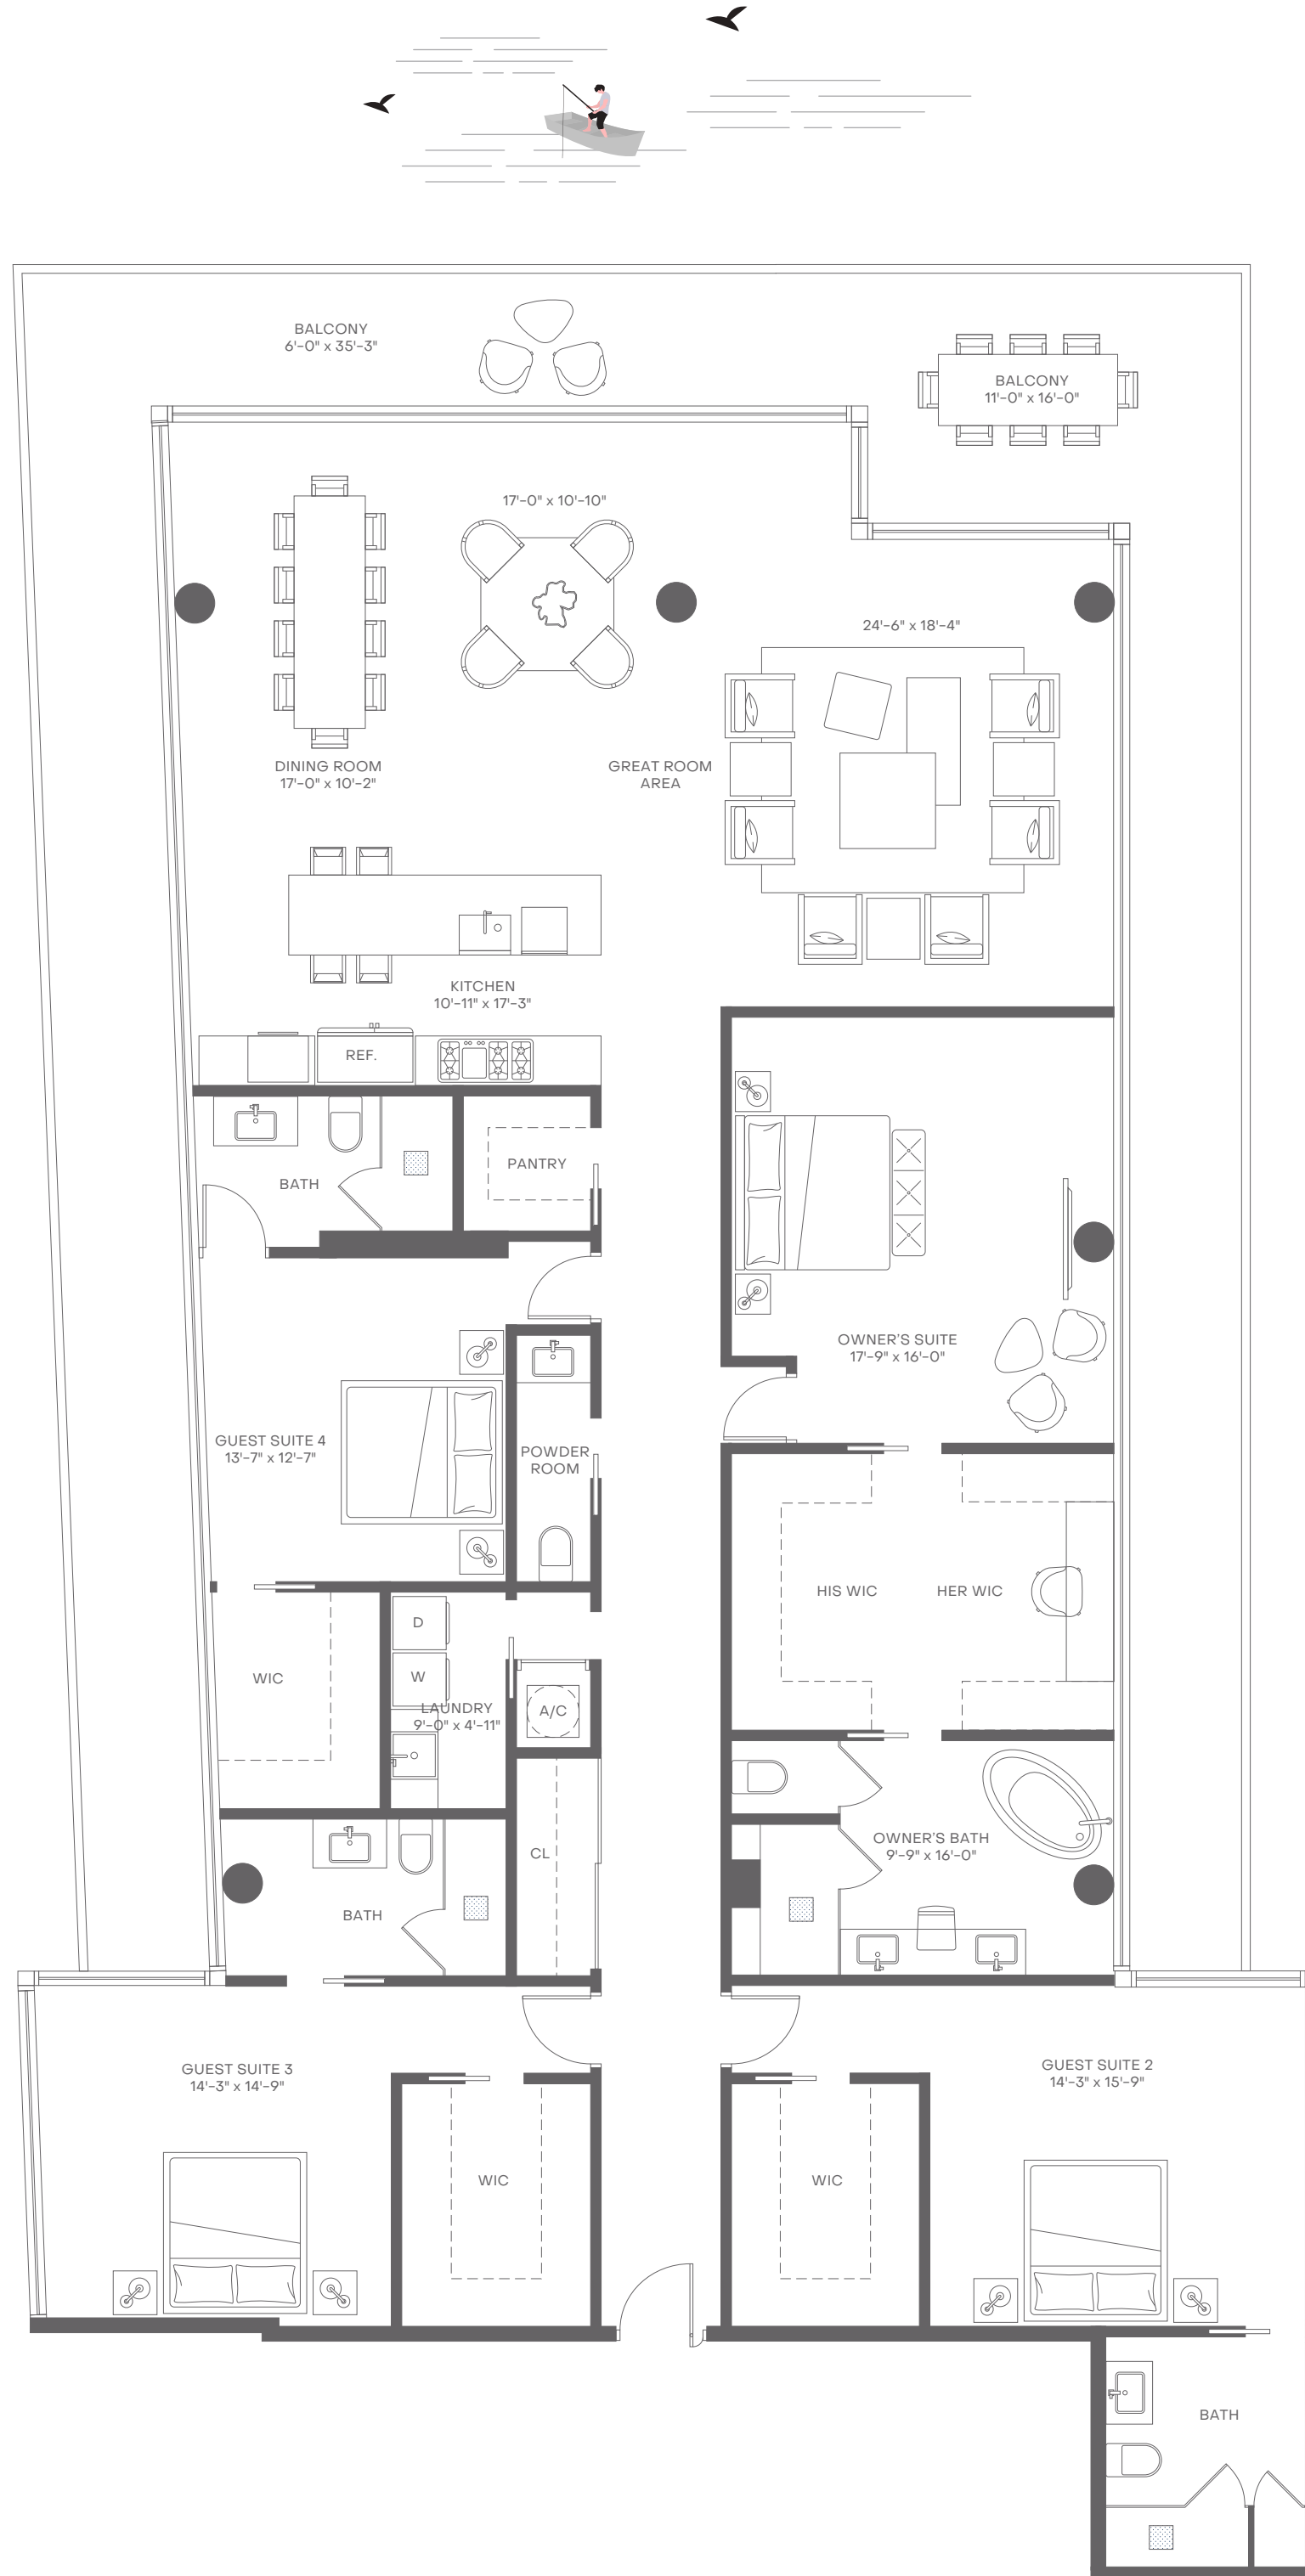 BALCONY
6'-0" x 35'-3"
BALCONY
11'-0" x 16'-0"
17'-0" x 10'-10"
24'-6" x 18'-4"
DINING ROOM
17'-0" x 10'-2"
GREAT ROOM
AREA
KITCHEN
10'-11" x 17'-3"
REF.
PANTRY
BATH
OWNER'S SUITE
17'-9" x 16'-0"
GUEST SUITE 4
13'-7" x 12'-7"
POWDER
ROOM
HIS WIC
HER WIC
D
W
WIC
LAUNDRY
9'-0" x 4'-11"
A/C
OWNER'S BATH
9'-9" x 16'-0"
CL
BATH
GUEST SUITE 3
14'-3" x 14'-9"
GUEST SUITE 2
14'-3" x 15'-9"
WIC
WIC
BATH